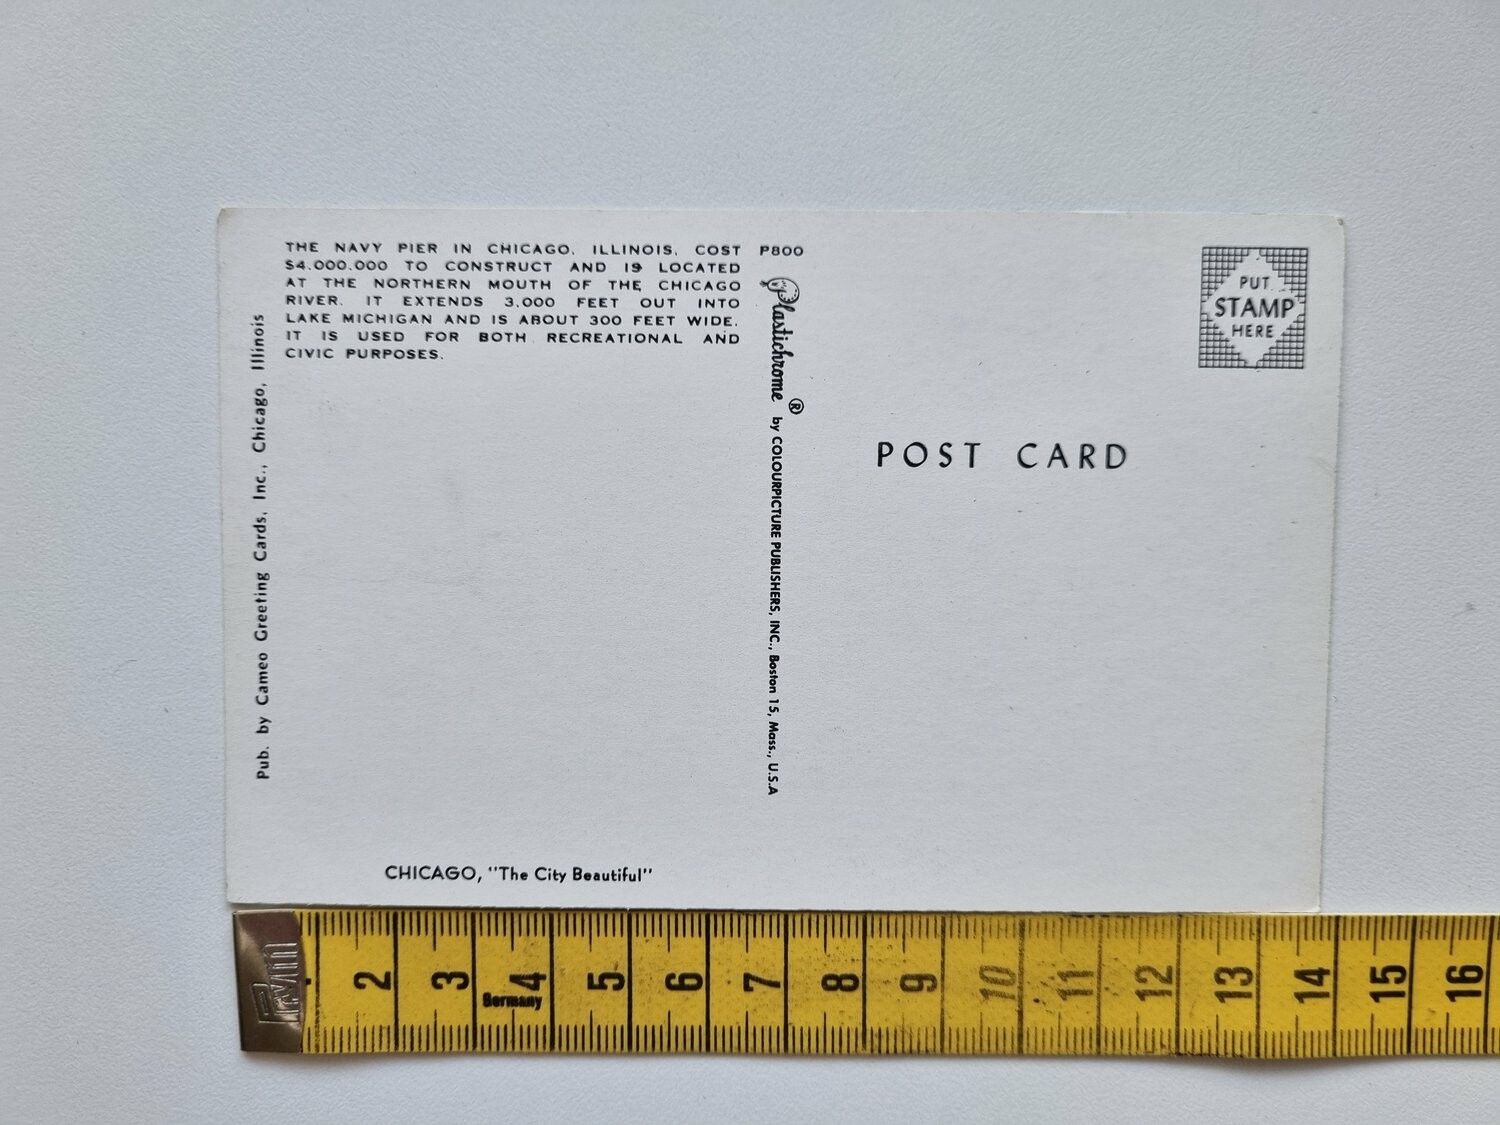 THE NAVY PIER IN CHICAGO, ILLINOIS, COST
$4.000.000 TO CONSTRUCT AND IS LOCATED
AT THE NORTHERN MOUTH OF THE CHICAGO
RIVER. IT EXTENDS 3.000 FEET OUT INTO
LAKE MICHIGAN AND IS ABOUT 300 FEET WIDE.
IT IS USED FOR BOTH RECREATIONAL AND
CIVIC PURPOSES.
P800
Pub. by Cameo Greeting Cards, Inc., Chicago, Illinois
Plastichrome ® by COLOURPICTURE PUBLISHERS, INC., Boston 15, Mass., U.S.A
PUT
STAMP
HERE
POST CARD
CHICAGO, "The City Beautiful"
Prym
2 3 4 5 6 7 8 9 10 11 12 13 14 15 16
Germany